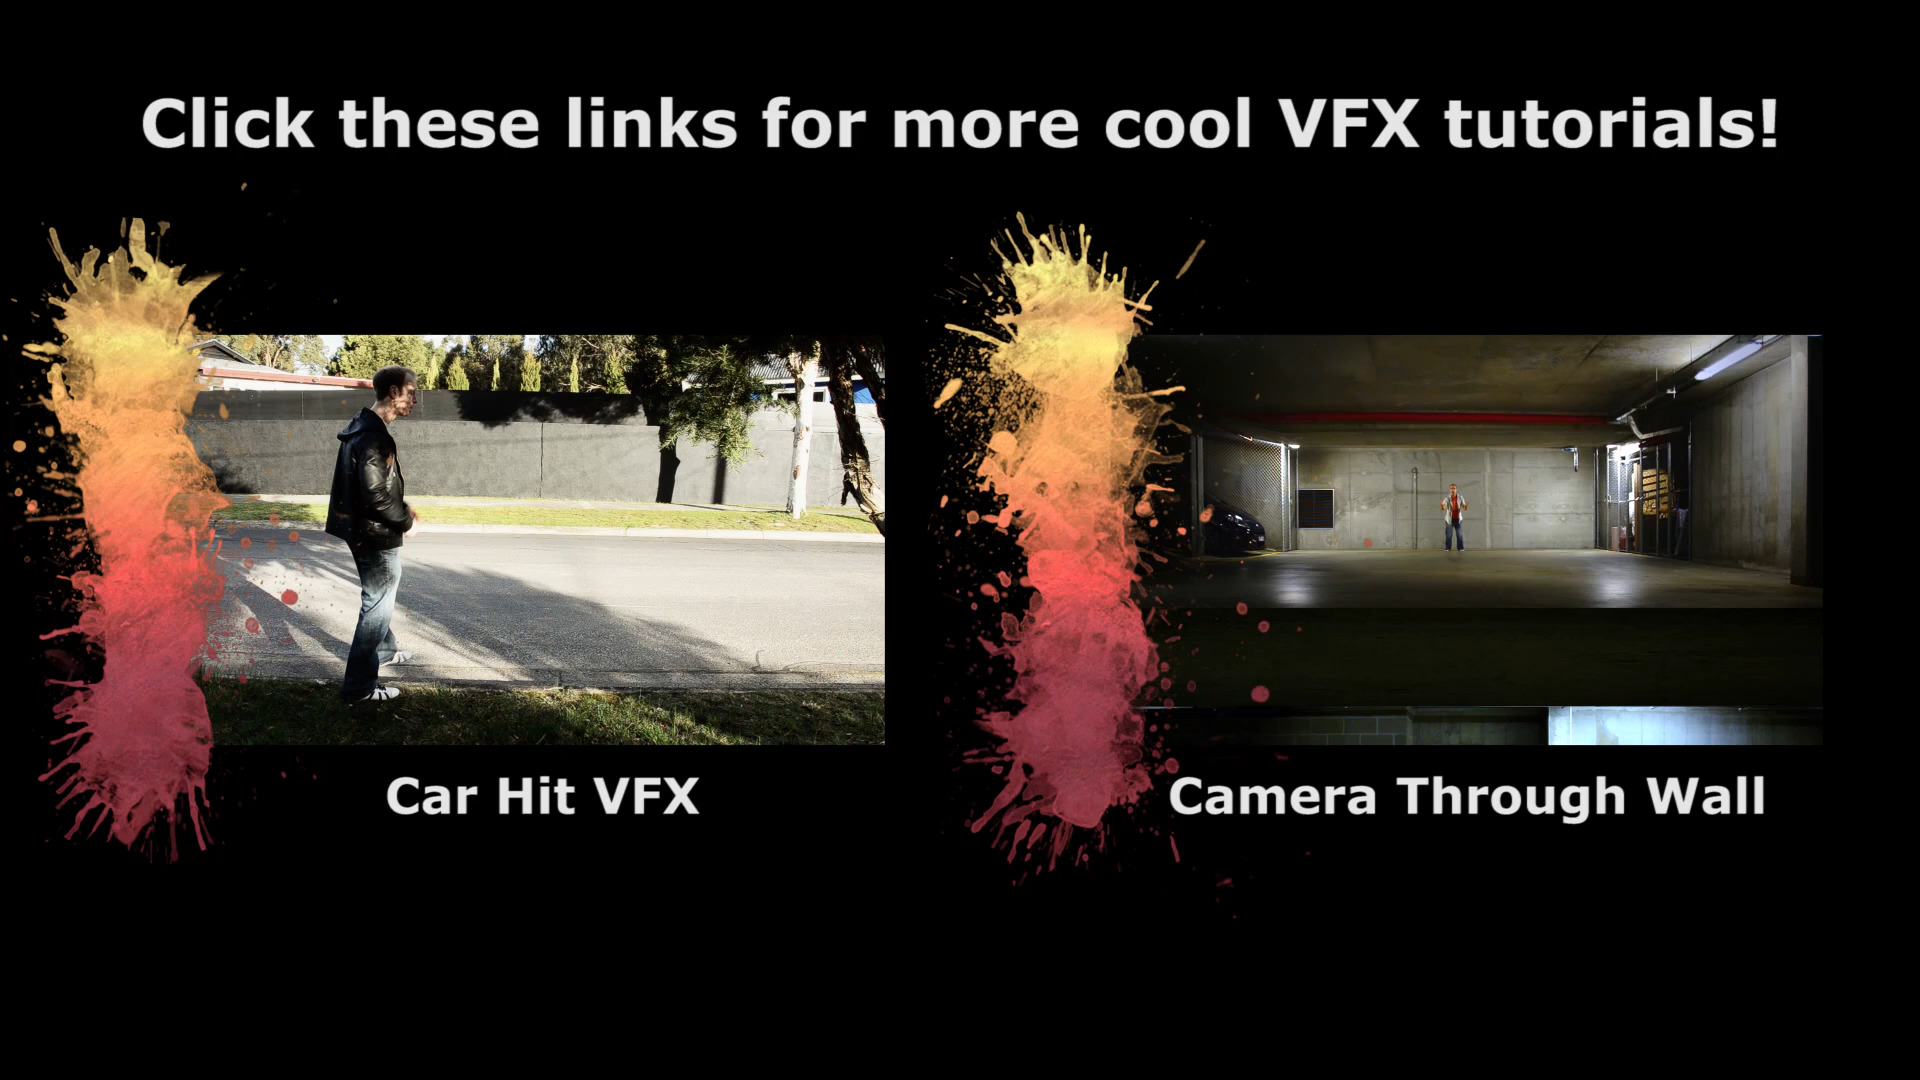 Click these links for more cool VFX tutorials!
Car Hit VFX
Camera Through Wall